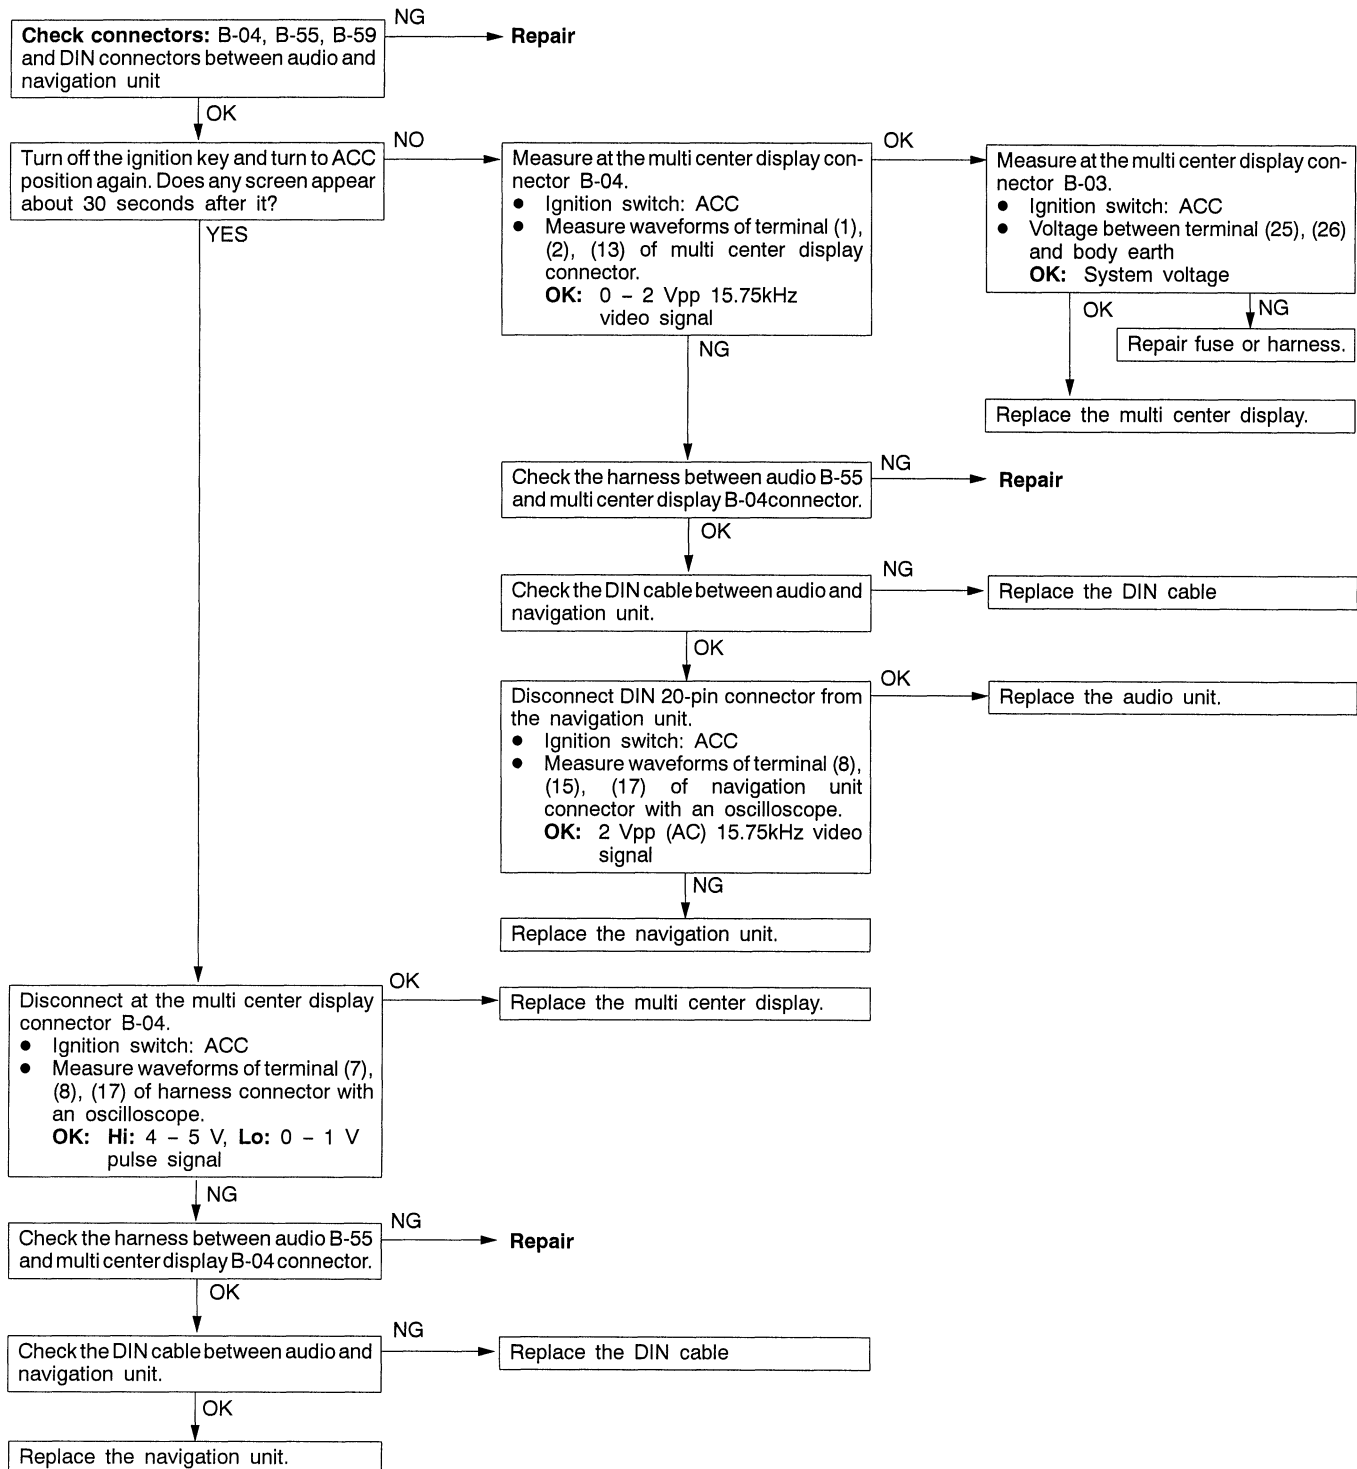 Check connectors: B-04, B-55, B-59
and DIN connectors between audio and
navigation unit
NG
Repair
OK
Turn off the ignition key and turn to ACC
position again. Does any screen appear
about 30 seconds after it?
NO
YES
Measure at the multi center display con-
nector B-04.
● Ignition switch: ACC
● Measure waveforms of terminal (1),
(2), (13) of multi center display
connector.
OK: 0 – 2 Vpp 15.75kHz
video signal
OK
NG
Measure at the multi center display con-
nector B-03.
● Ignition switch: ACC
● Voltage between terminal (25), (26)
and body earth
OK: System voltage
OK
NG
Repair fuse or harness.
Replace the multi center display.
Check the harness between audio B-55
and multi center display B-04 connector.
NG
Repair
OK
Check the DIN cable between audio and
navigation unit.
NG
Replace the DIN cable
OK
Disconnect DIN 20-pin connector from
the navigation unit.
● Ignition switch: ACC
● Measure waveforms of terminal (8),
(15), (17) of navigation unit
connector with an oscilloscope.
OK: 2 Vpp (AC) 15.75kHz video
signal
OK
Replace the audio unit.
NG
Replace the navigation unit.
Disconnect at the multi center display
connector B-04.
● Ignition switch: ACC
● Measure waveforms of terminal (7),
(8), (17) of harness connector with
an oscilloscope.
OK: Hi: 4 – 5 V, Lo: 0 – 1 V
pulse signal
OK
Replace the multi center display.
NG
Check the harness between audio B-55
and multi center display B-04 connector.
NG
Repair
OK
Check the DIN cable between audio and
navigation unit.
NG
Replace the DIN cable
OK
Replace the navigation unit.